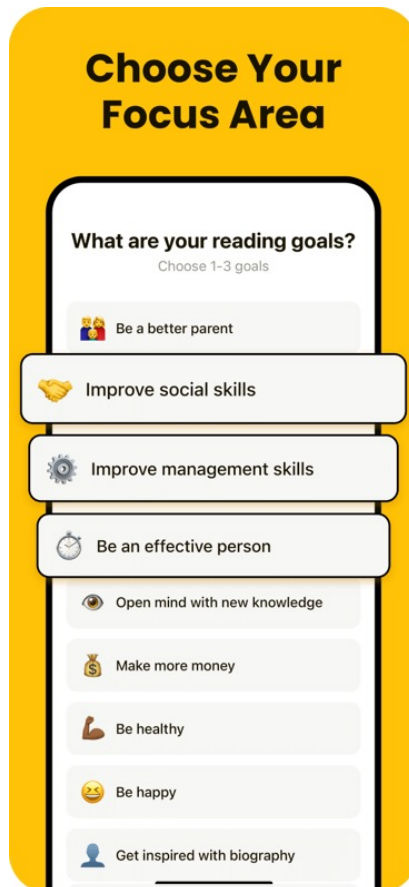 Choose Your
Focus Area
What are your reading goals?
Choose 1-3 goals
Be a better parent
Improve social skills
Improve management skills
Be an effective person
Open mind with new knowledge
Make more money
Be healthy
Be happy
Get inspired with biography